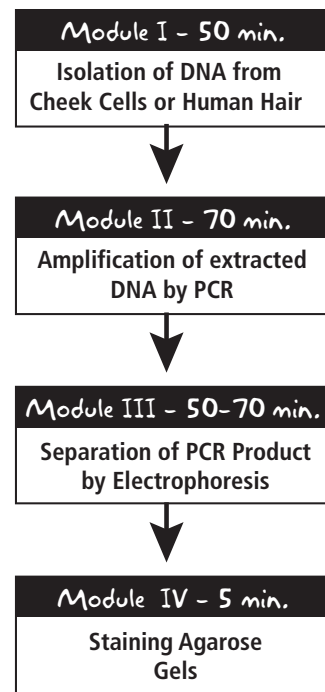 Module I - 50 min.
Isolation of DNA from
Cheek Cells or Human Hair
Module II - 70 min.
Amplification of extracted
DNA by PCR
Module III - 50-70 min.
Separation of PCR Product
by Electrophoresis
Module IV - 5 min.
Staining Agarose
Gels